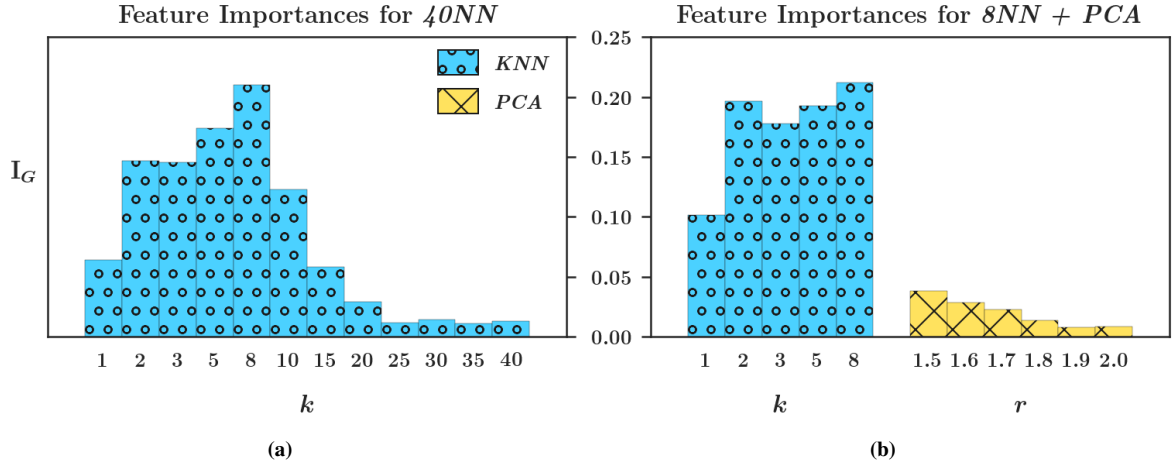 Feature Importances for 40NN
Feature Importances for 8NN + PCA
I_G
KNN
PCA
0.25
0.20
0.15
0.10
0.05
0.00
1 2 3 5 8 10 15 20 25 30 35 40
1 2 3 5 8 1.5 1.6 1.7 1.8 1.9 2.0
k
k r
(a)
(b)